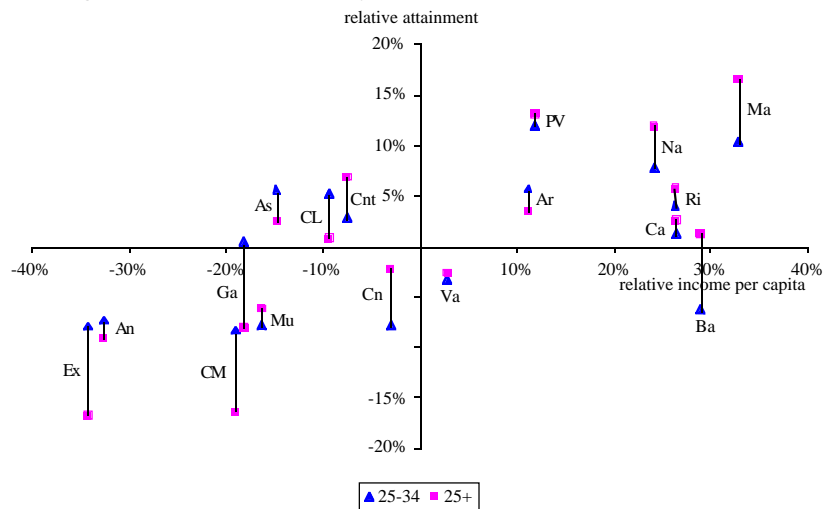 relative attainment
20%
15%
Ma
PV
10%
Na
5%
As
CL
Cnt
Ar
Ri
Ca
-40%
-30%
-20%
-10%
10%
20%
30%
40%
relative income per capita
Ga
Cn
Va
An
Mu
Ba
Ex
CM
-15%
-20%
25-34
25+